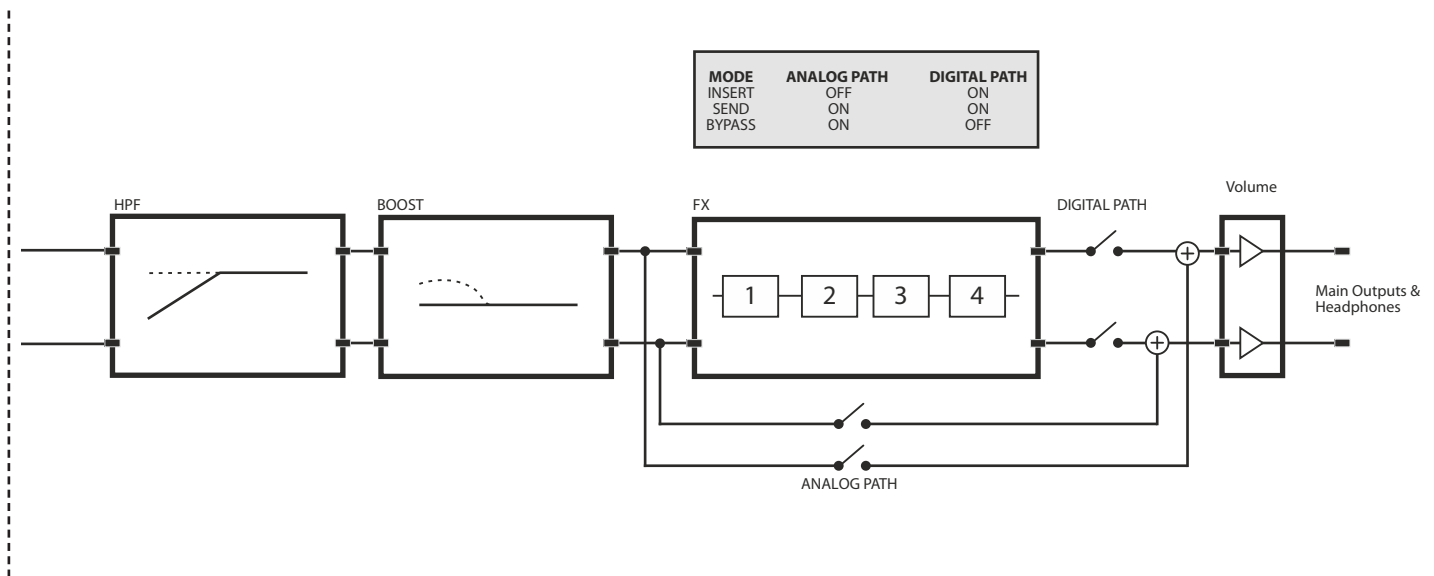 MODE ANALOG PATH DIGITAL PATH
INSERT OFF ON
SEND ON ON
BYPASS ON OFF
Volume
HPF BOOST FX DIGITAL PATH
1 2 3 4
Main Outputs &
Headphones
ANALOG PATH